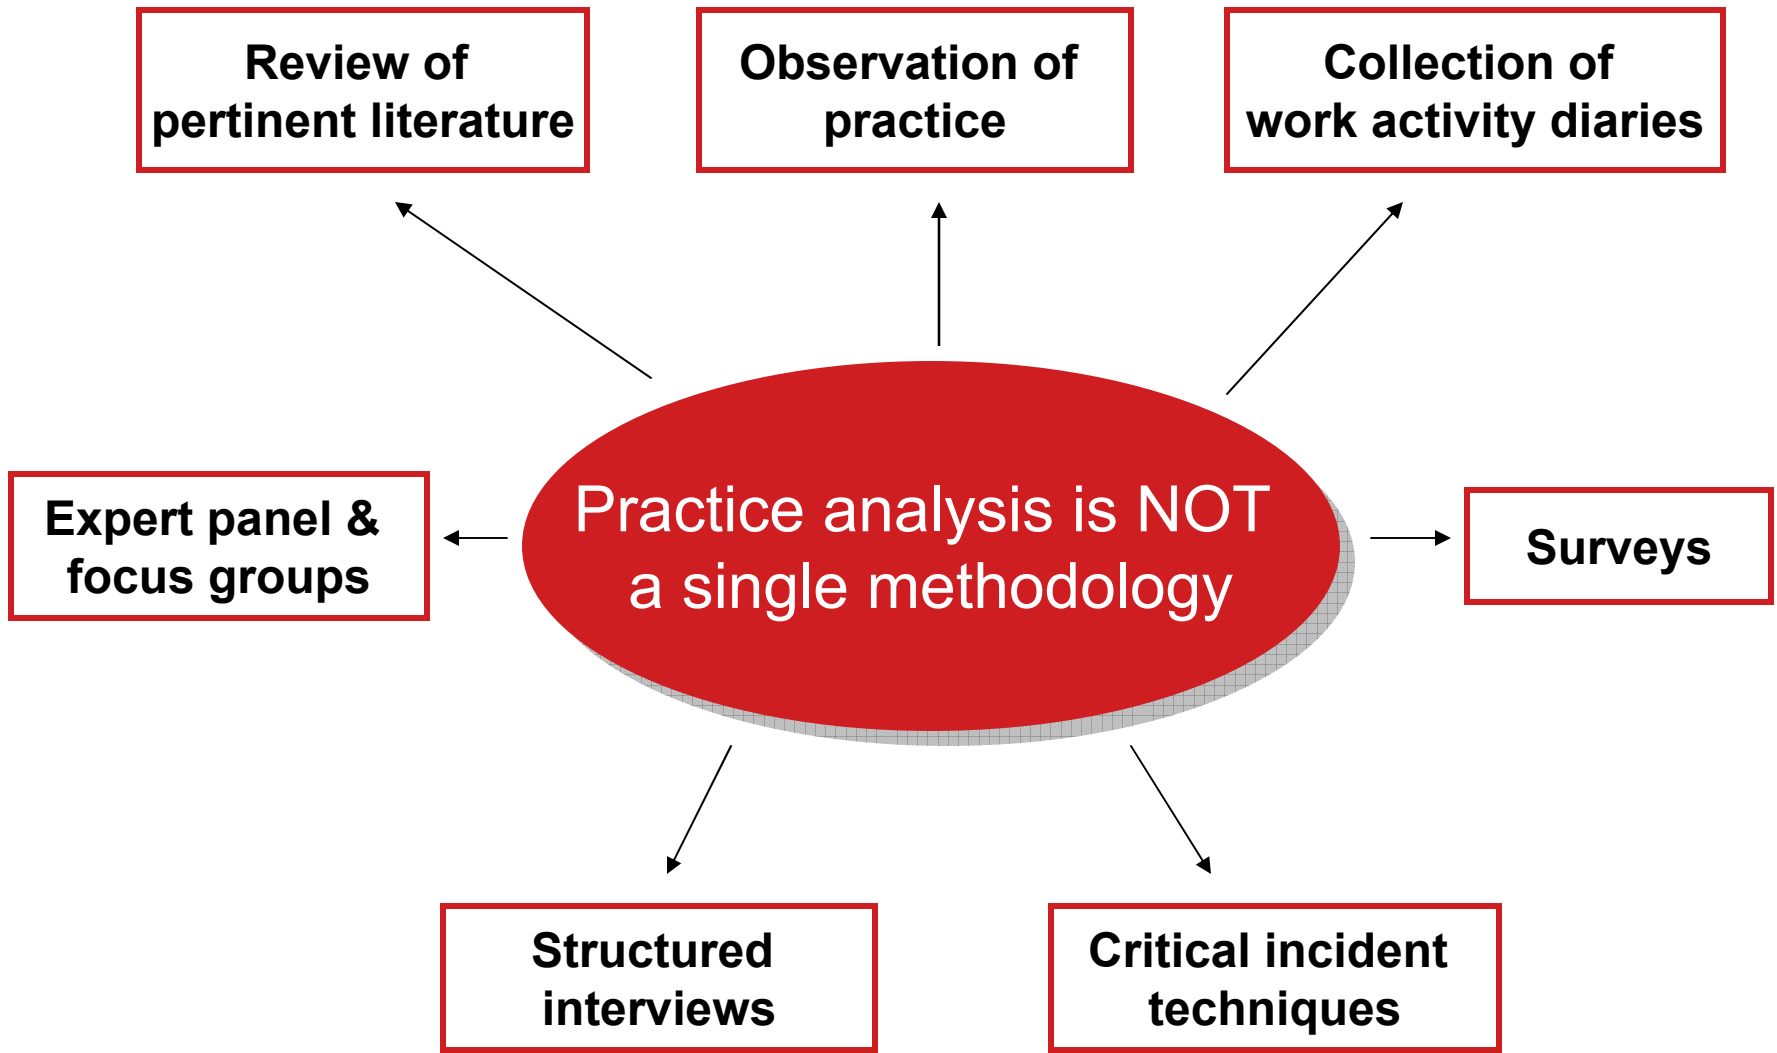 Review of
pertinent literature
Observation of
practice
Collection of
work activity diaries
Expert panel &
focus groups
Practice analysis is NOT
a single methodology
Surveys
Structured
interviews
Critical incident
techniques